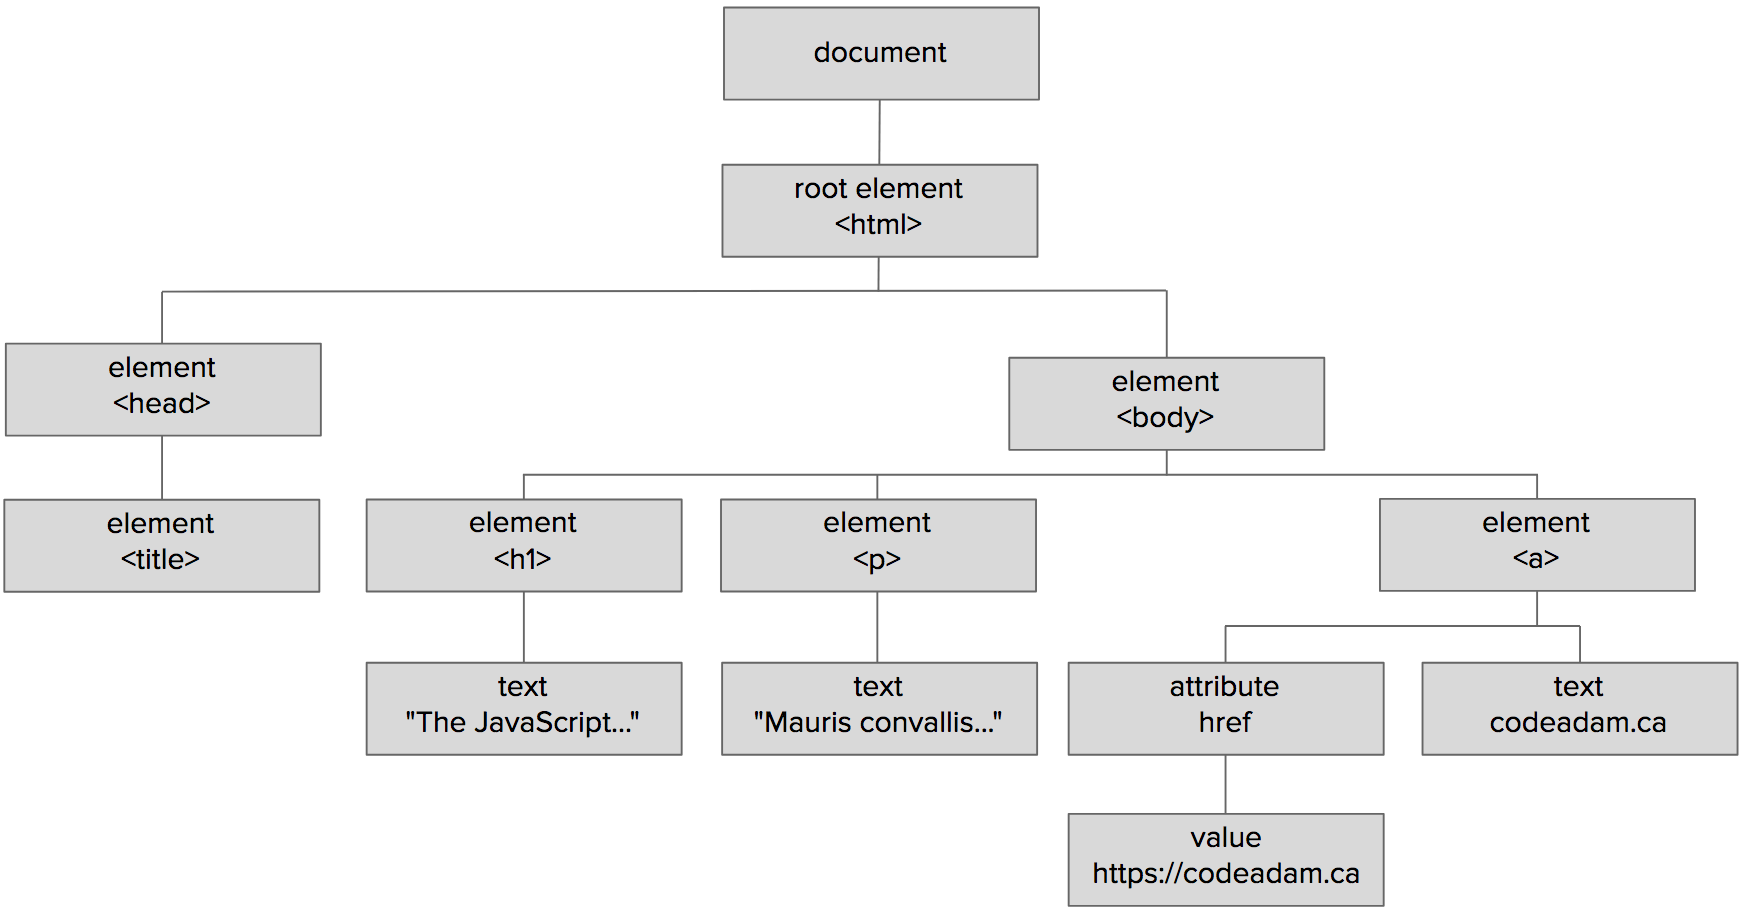 document
root element
<html>
element
<head>
element
<body>
element
<title>
element
<h1>
element
<p>
element
<a>
text
"The JavaScript..."
text
"Mauris convallis..."
attribute
href
text
codeadam.ca
value
https://codeadam.ca